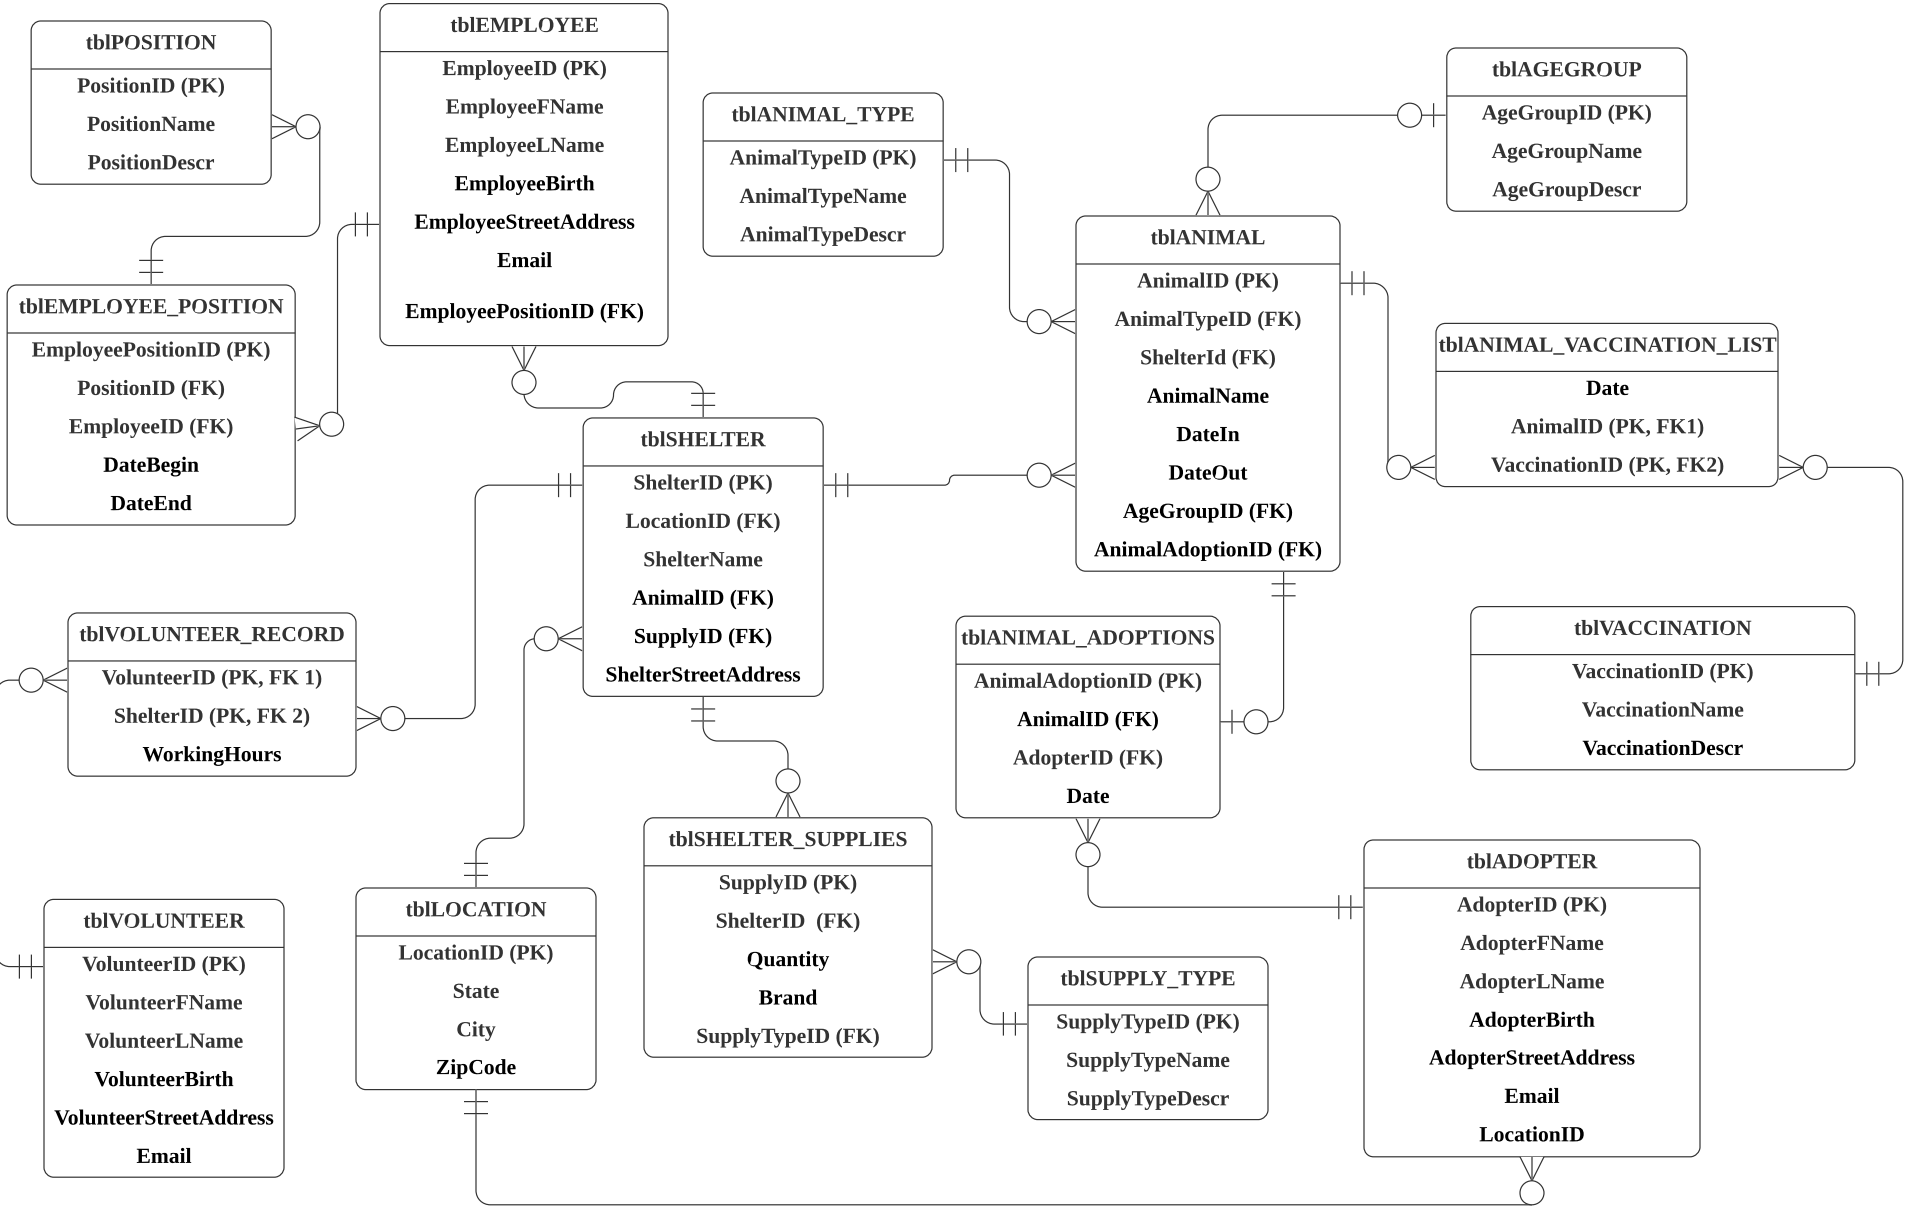 tblPOSITION
PositionID (PK)
PositionName
PositionDescr
tblEMPLOYEE
EmployeeID (PK)
EmployeeFName
EmployeeLName
EmployeeBirth
EmployeeStreetAddress
Email
EmployeePositionID (FK)
tblANIMAL_TYPE
AnimalTypeID (PK)
AnimalTypeName
AnimalTypeDescr
tblAGEGROUP
AgeGroupID (PK)
AgeGroupName
AgeGroupDescr
tblANIMAL
AnimalID (PK)
AnimalTypeID (FK)
ShelterId (FK)
AnimalName
DateIn
DateOut
AgeGroupID (FK)
AnimalAdoptionID (FK)
tblEMPLOYEE_POSITION
EmployeePositionID (PK)
PositionID (FK)
EmployeeID (FK)
DateBegin
DateEnd
tblANIMAL_VACCINATION_LIST
Date
AnimalID (PK, FK1)
VaccinationID (PK, FK2)
tblSHELTER
ShelterID (PK)
LocationID (FK)
ShelterName
AnimalID (FK)
SupplyID (FK)
ShelterStreetAddress
tblVOLUNTEER_RECORD
VolunteerID (PK, FK 1)
ShelterID (PK, FK 2)
WorkingHours
tblANIMAL_ADOPTIONS
AnimalAdoptionID (PK)
AnimalID (FK)
AdopterID (FK)
Date
tblVACCINATION
VaccinationID (PK)
VaccinationName
VaccinationDescr
tblVOLUNTEER
VolunteerID (PK)
VolunteerFName
VolunteerLName
VolunteerBirth
VolunteerStreetAddress
Email
tblLOCATION
LocationID (PK)
State
City
ZipCode
tblSHELTER_SUPPLIES
SupplyID (PK)
ShelterID  (FK)
Quantity
Brand
SupplyTypeID (FK)
tblSUPPLY_TYPE
SupplyTypeID (PK)
SupplyTypeName
SupplyTypeDescr
tblADOPTER
AdopterID (PK)
AdopterFName
AdopterLName
AdopterBirth
AdopterStreetAddress
Email
LocationID